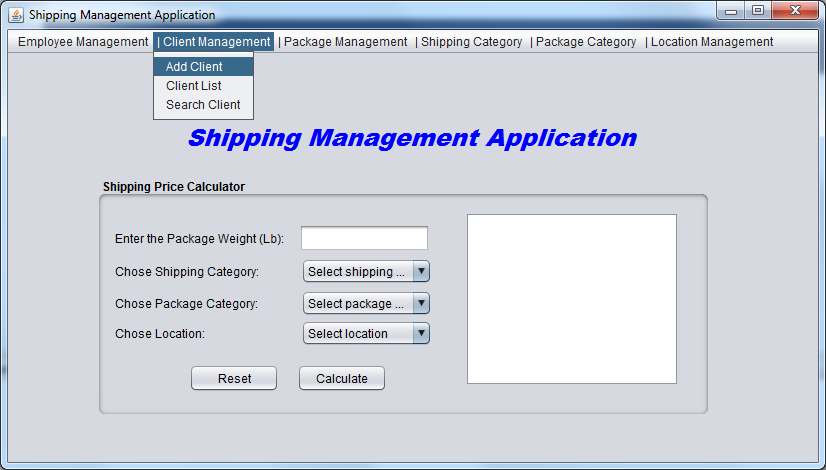 Shipping Management Application
Employee Management | Client Management | Package Management | Shipping Category | Package Category | Location Management
Add Client
Client List
Search Client
Shipping Management Application
Shipping Price Calculator
Enter the Package Weight (Lb):
Chose Shipping Category: Select shipping ...
Chose Package Category: Select package ...
Chose Location: Select location
Reset Calculate